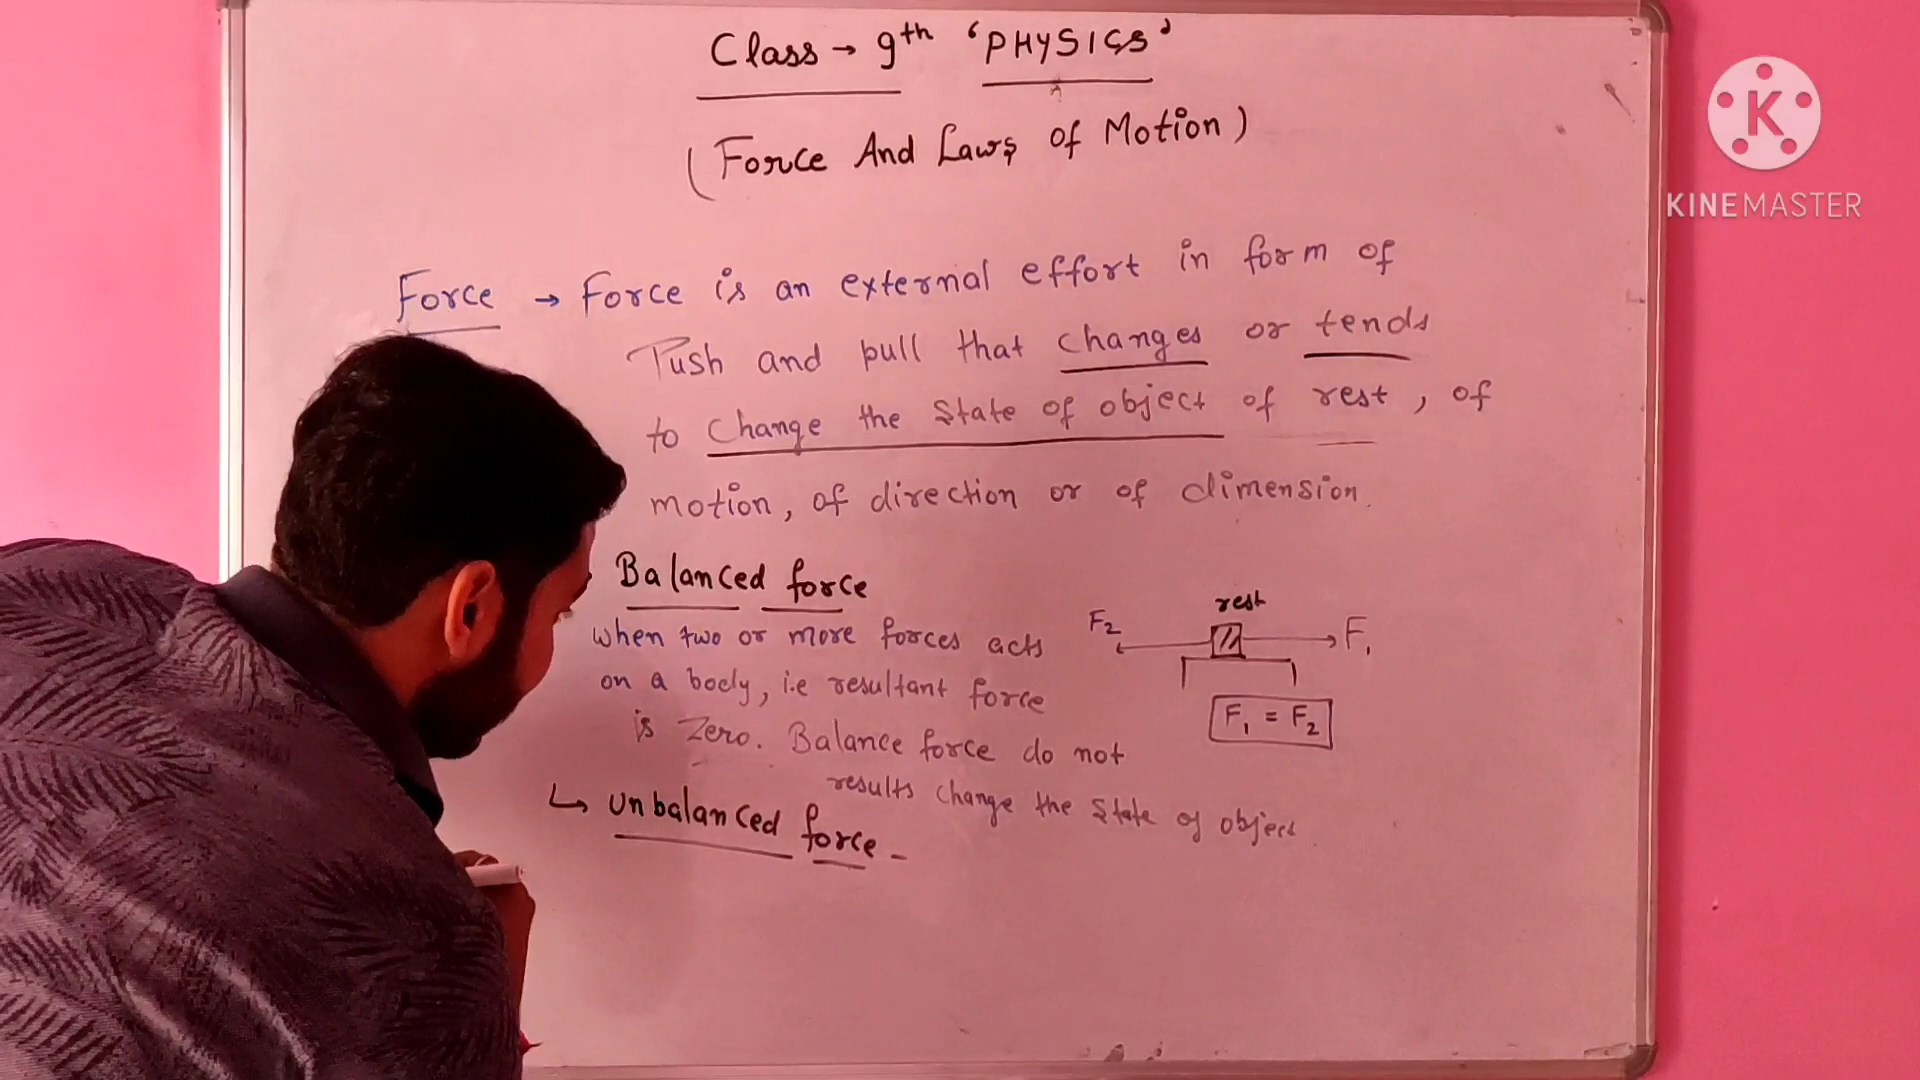 Class → 9th 'PHYSICS'
(Force And Laws of Motion)
KINEMASTER
Force → Force is an external effort in form of
Push and pull that changes or tends
to change the state of object of rest, of
motion, of direction or of dimension.
Balanced force
when two or more forces acts
on a body, i.e resultant force
is Zero. Balance force do not
results change the state of object
rest
F2 F1
F1 = F2
↳ unbalanced force -